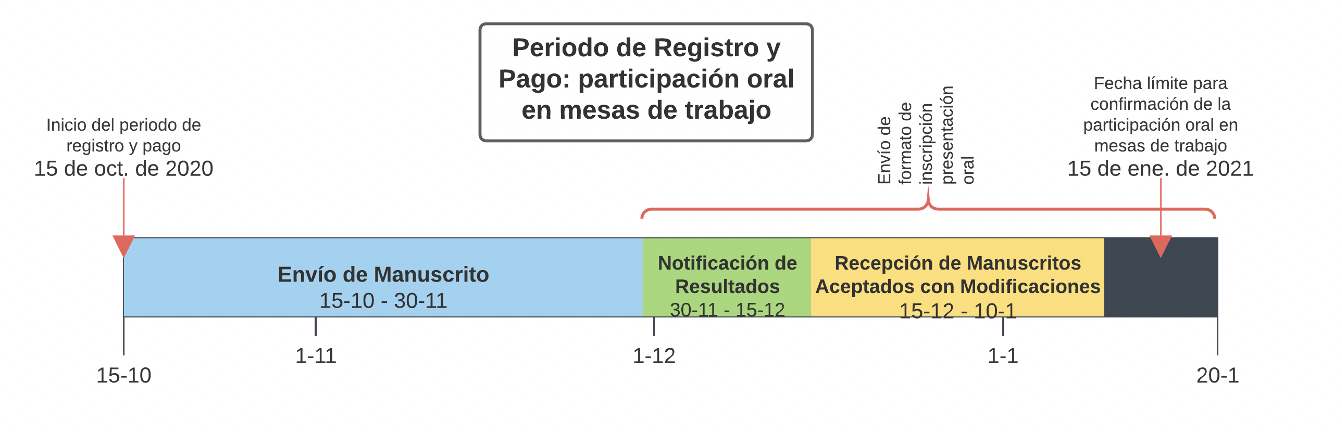 Periodo de Registro y
Pago: participación oral
en mesas de trabajo
Inicio del periodo de
registro y pago
15 de oct. de 2020
Envío de
formato de
inscripción
presentación
oral
Fecha límite para
confirmación de la
participación oral en
mesas de trabajo
15 de ene. de 2021
Envío de Manuscrito
15-10 - 30-11
Notificación de
Resultados
30-11 - 15-12
Recepción de Manuscritos
Aceptados con Modificaciones
15-12 - 10-1
15-10
1-11
1-12
1-1
20-1